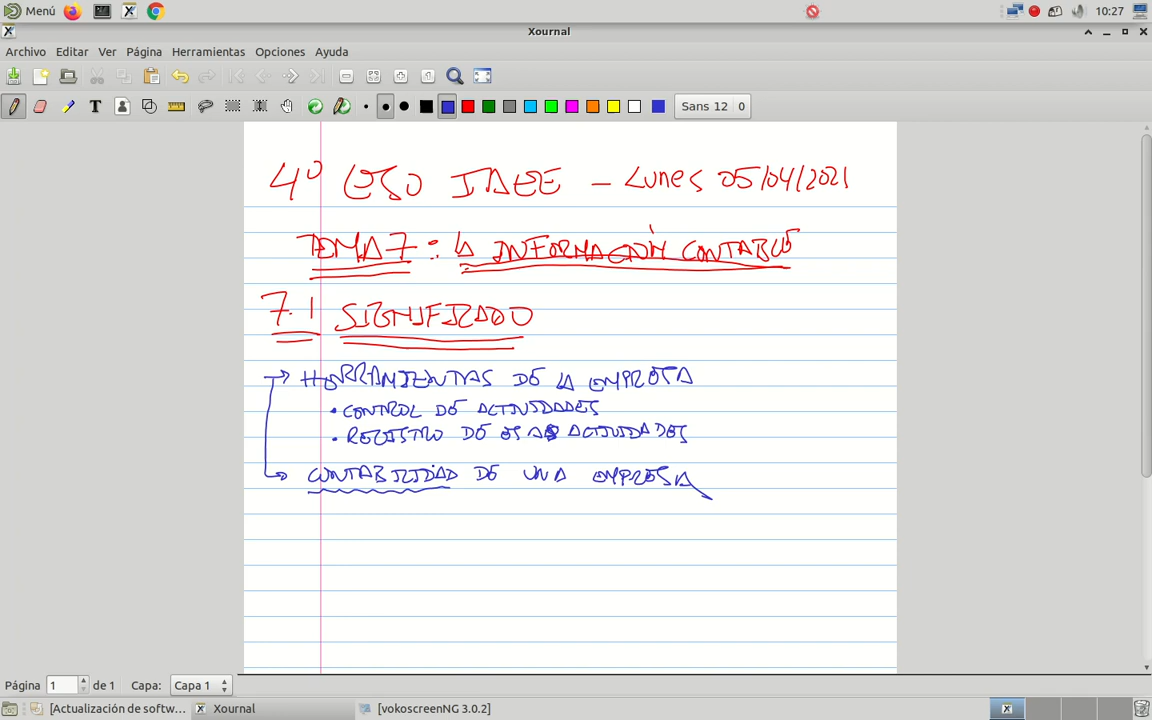 Menú 10:27
Xournal
Archivo Editar Ver Página Herramientas Opciones Ayuda
Sans 12 0
4º ESO IAEE - Lunes 05/04/2021
TEMA 7: LA INFORMACIÓN CONTABLE
7.1 SIGNIFICADO
HERRAMIENTAS DE LA EMPRESA
• CONTROL DE ACTIVIDADES
• REGISTRO DE ESAS ACTIVIDADES
CONTABILIDAD DE UNA EMPRESA
Página 1 de 1 Capa: Capa 1
[Actualización de softw... Xournal [vokoscreenNG 3.0.2]